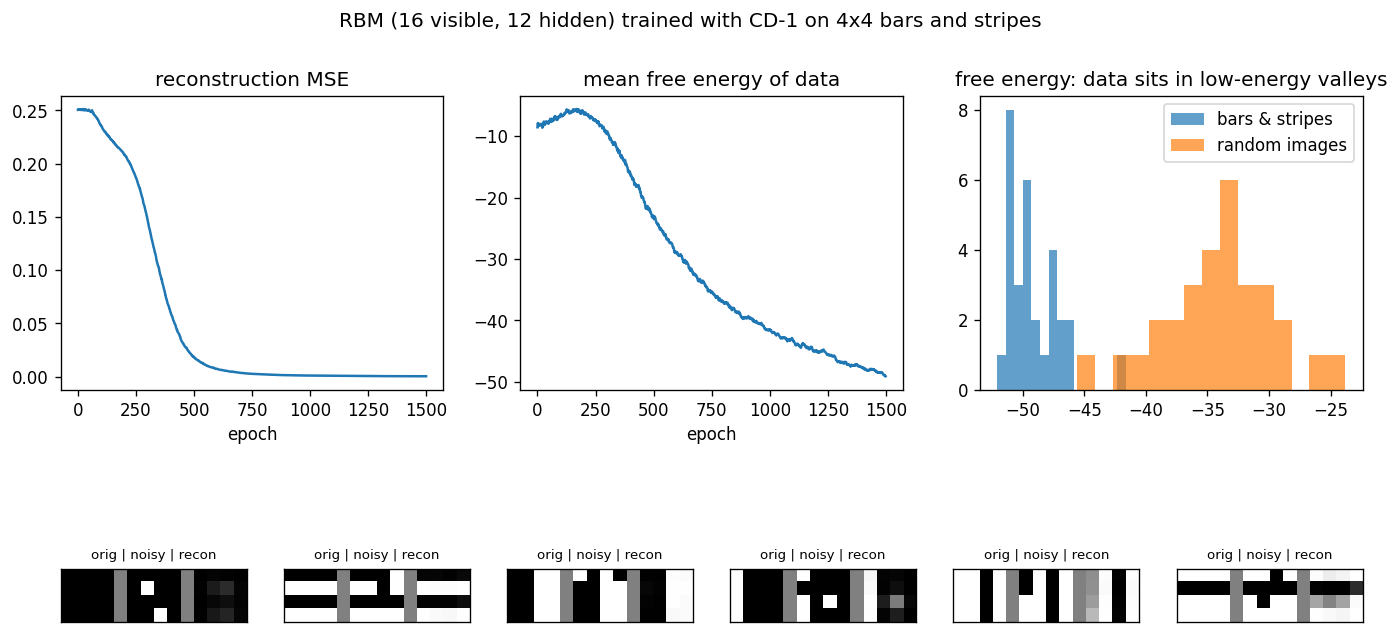 RBM (16 visible, 12 hidden) trained with CD-1 on 4x4 bars and stripes
reconstruction MSE
0.25
0.20
0.15
0.10
0.05
0.00
0 250 500 750 1000 1250 1500
epoch
mean free energy of data
−10
−20
−30
−40
−50
0 250 500 750 1000 1250 1500
epoch
free energy: data sits in low-energy valleys
bars & stripes
random images
8
6
4
2
0
−50 −45 −40 −35 −30 −25
orig | noisy | recon
orig | noisy | recon
orig | noisy | recon
orig | noisy | recon
orig | noisy | recon
orig | noisy | recon